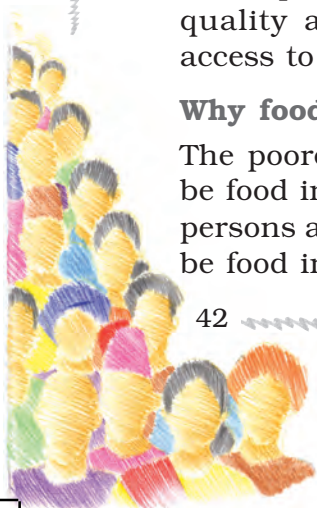 quality a
access to
Why food
The poore
be food in
persons a
be food in
42